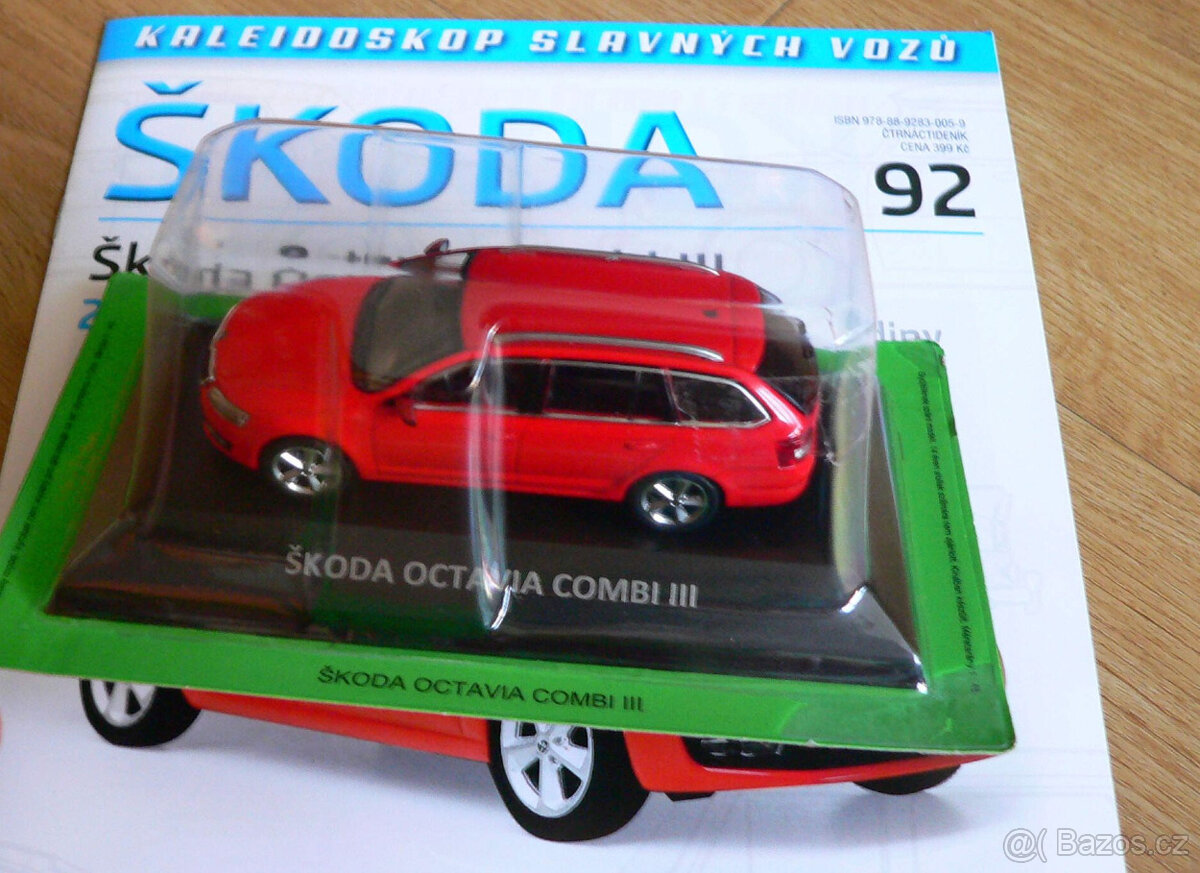 KALEIDOSKOP SLAVNÝCH VOZŮ
ŠKODA
ISBN 978-88-9283-005-9
ČTRNÁCTIDENÍK
CENA 399 Kč
92
ŠKODA OCTAVIA COMBI III
ŠKODA OCTAVIA COMBI III
@( Bazos.cz